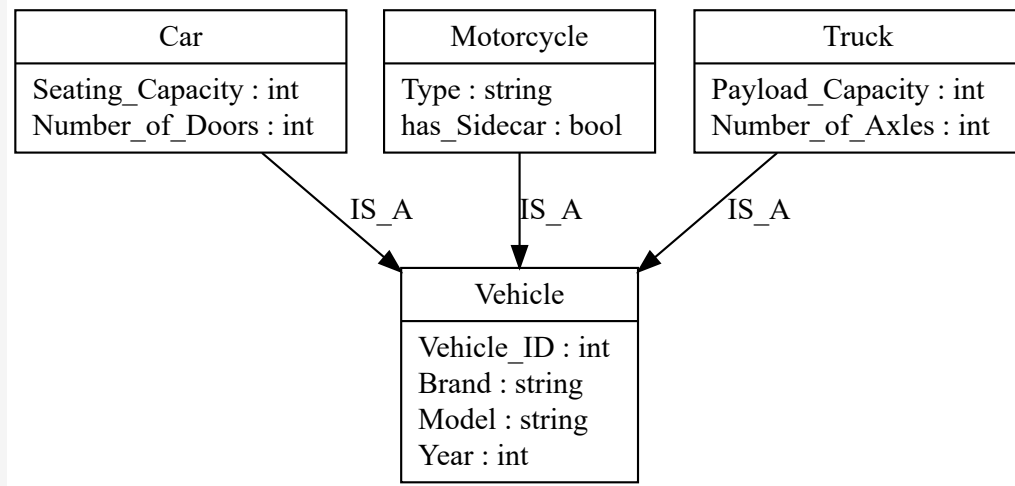 Car
Seating_Capacity : int
Number_of_Doors : int
Motorcycle
Type : string
has_Sidecar : bool
Truck
Payload_Capacity : int
Number_of_Axles : int
IS_A
IS_A
IS_A
Vehicle
Vehicle_ID : int
Brand : string
Model : string
Year : int